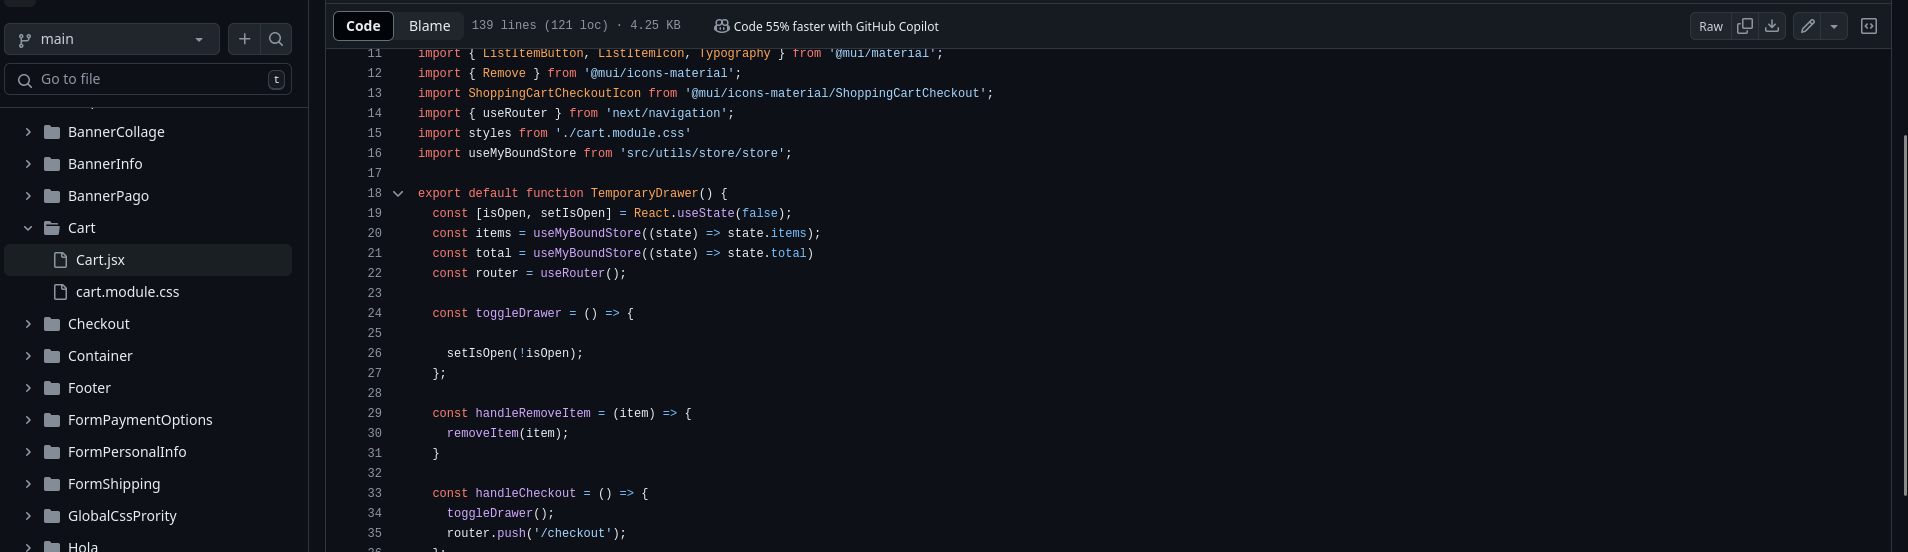 main
Go to file
t
BannerCollage
BannerInfo
BannerPago
Cart
Cart.jsx
cart.module.css
Checkout
Container
Footer
FormPaymentOptions
FormPersonalInfo
FormShipping
GlobalCssPrority
Hola
Code
Blame
139 lines (121 loc) · 4.25 KB
Code 55% faster with GitHub Copilot
Raw
11 import { ListItemButton, ListItemIcon, Typography } from '@mui/material';
12 import { Remove } from '@mui/icons-material';
13 import ShoppingCartCheckoutIcon from '@mui/icons-material/ShoppingCartCheckout';
14 import { useRouter } from 'next/navigation';
15 import styles from './cart.module.css'
16 import useMyBoundStore from 'src/utils/store/store';
17
18 export default function TemporaryDrawer() {
19 const [isOpen, setIsOpen] = React.useState(false);
20 const items = useMyBoundStore((state) => state.items);
21 const total = useMyBoundStore((state) => state.total)
22 const router = useRouter();
23
24 const toggleDrawer = () => {
25
26 setIsOpen(!isOpen);
27 };
28
29 const handleRemoveItem = (item) => {
30 removeItem(item);
31 }
32
33 const handleCheckout = () => {
34 toggleDrawer();
35 router.push('/checkout');
36 };